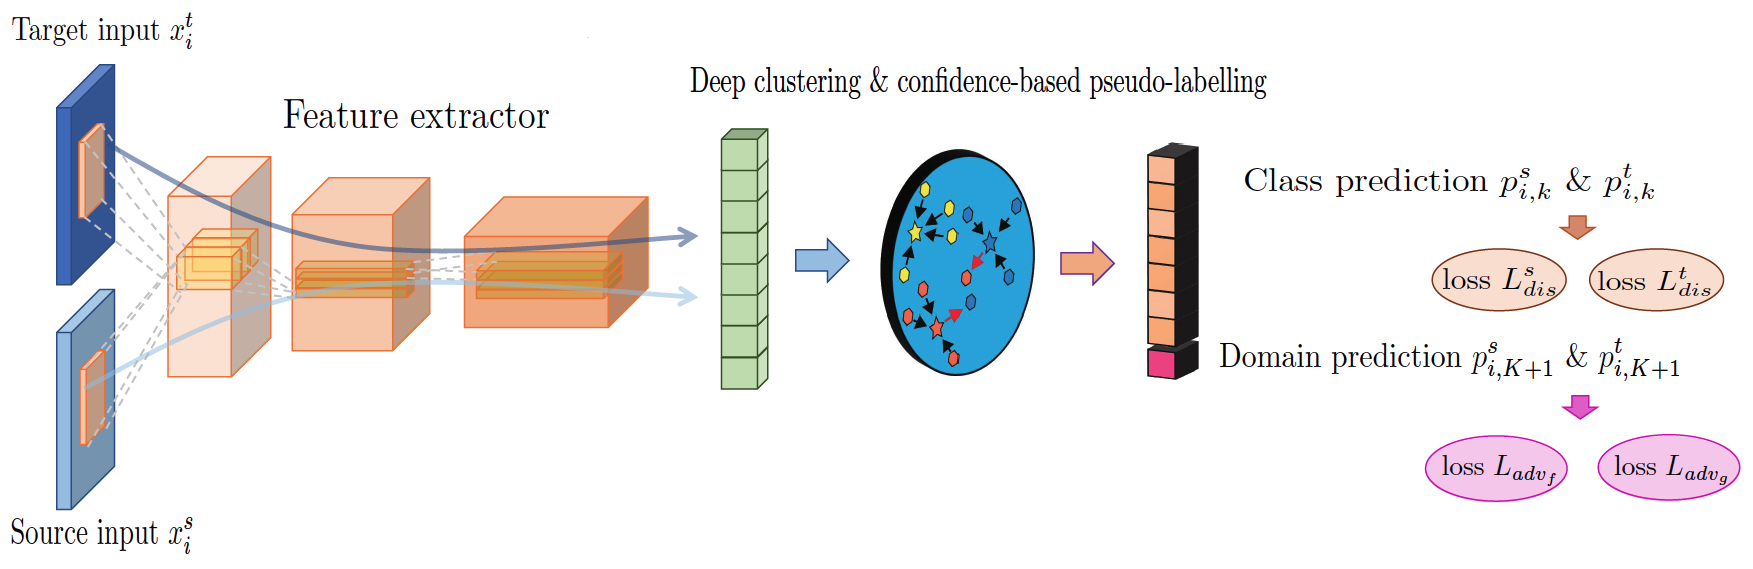 Target input $x_i^t$
Deep clustering & confidence-based pseudo-labelling
Feature extractor
Class prediction $p_{i,k}^s$ & $p_{i,k}^t$
loss $L_{dis}^s$
loss $L_{dis}^t$
Domain prediction $p_{i,K+1}^s$ & $p_{i,K+1}^t$
loss $L_{adv_f}$
loss $L_{adv_g}$
Source input $x_i^s$